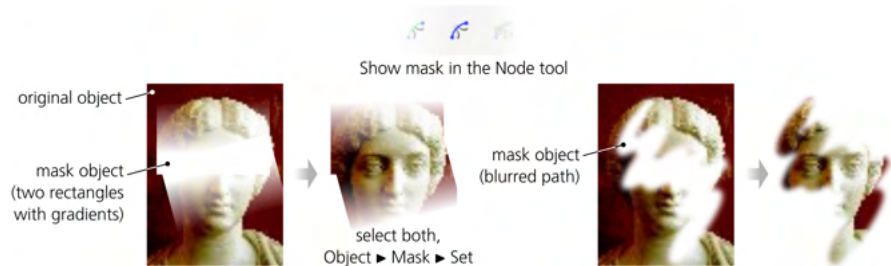 Show mask in the Node tool
original object
mask object
(two rectangles
with gradients)
select both,
Object ► Mask ► Set
mask object
(blurred path)